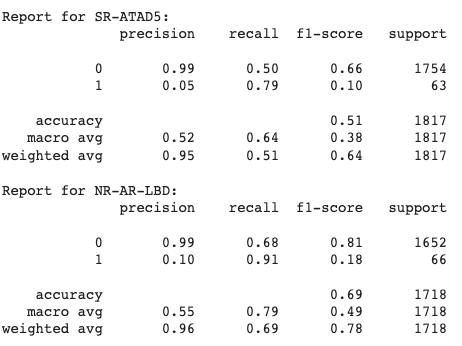 Report for SR-ATAD5:
precision recall f1-score support
0 0.99 0.50 0.66 1754
1 0.05 0.79 0.10 63
accuracy 0.51 1817
macro avg 0.52 0.64 0.38 1817
weighted avg 0.95 0.51 0.64 1817
Report for NR-AR-LBD:
precision recall f1-score support
0 0.99 0.68 0.81 1652
1 0.10 0.91 0.18 66
accuracy 0.69 1718
macro avg 0.55 0.79 0.49 1718
weighted avg 0.96 0.69 0.78 1718